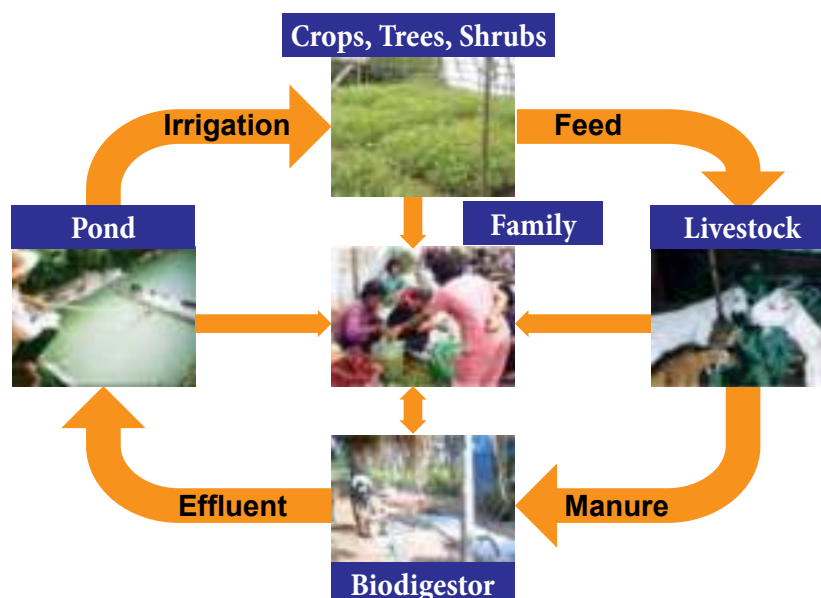 Crops, Trees, Shrubs
Irrigation
Feed
Pond
Family
Livestock
Effluent
Manure
Biodigestor